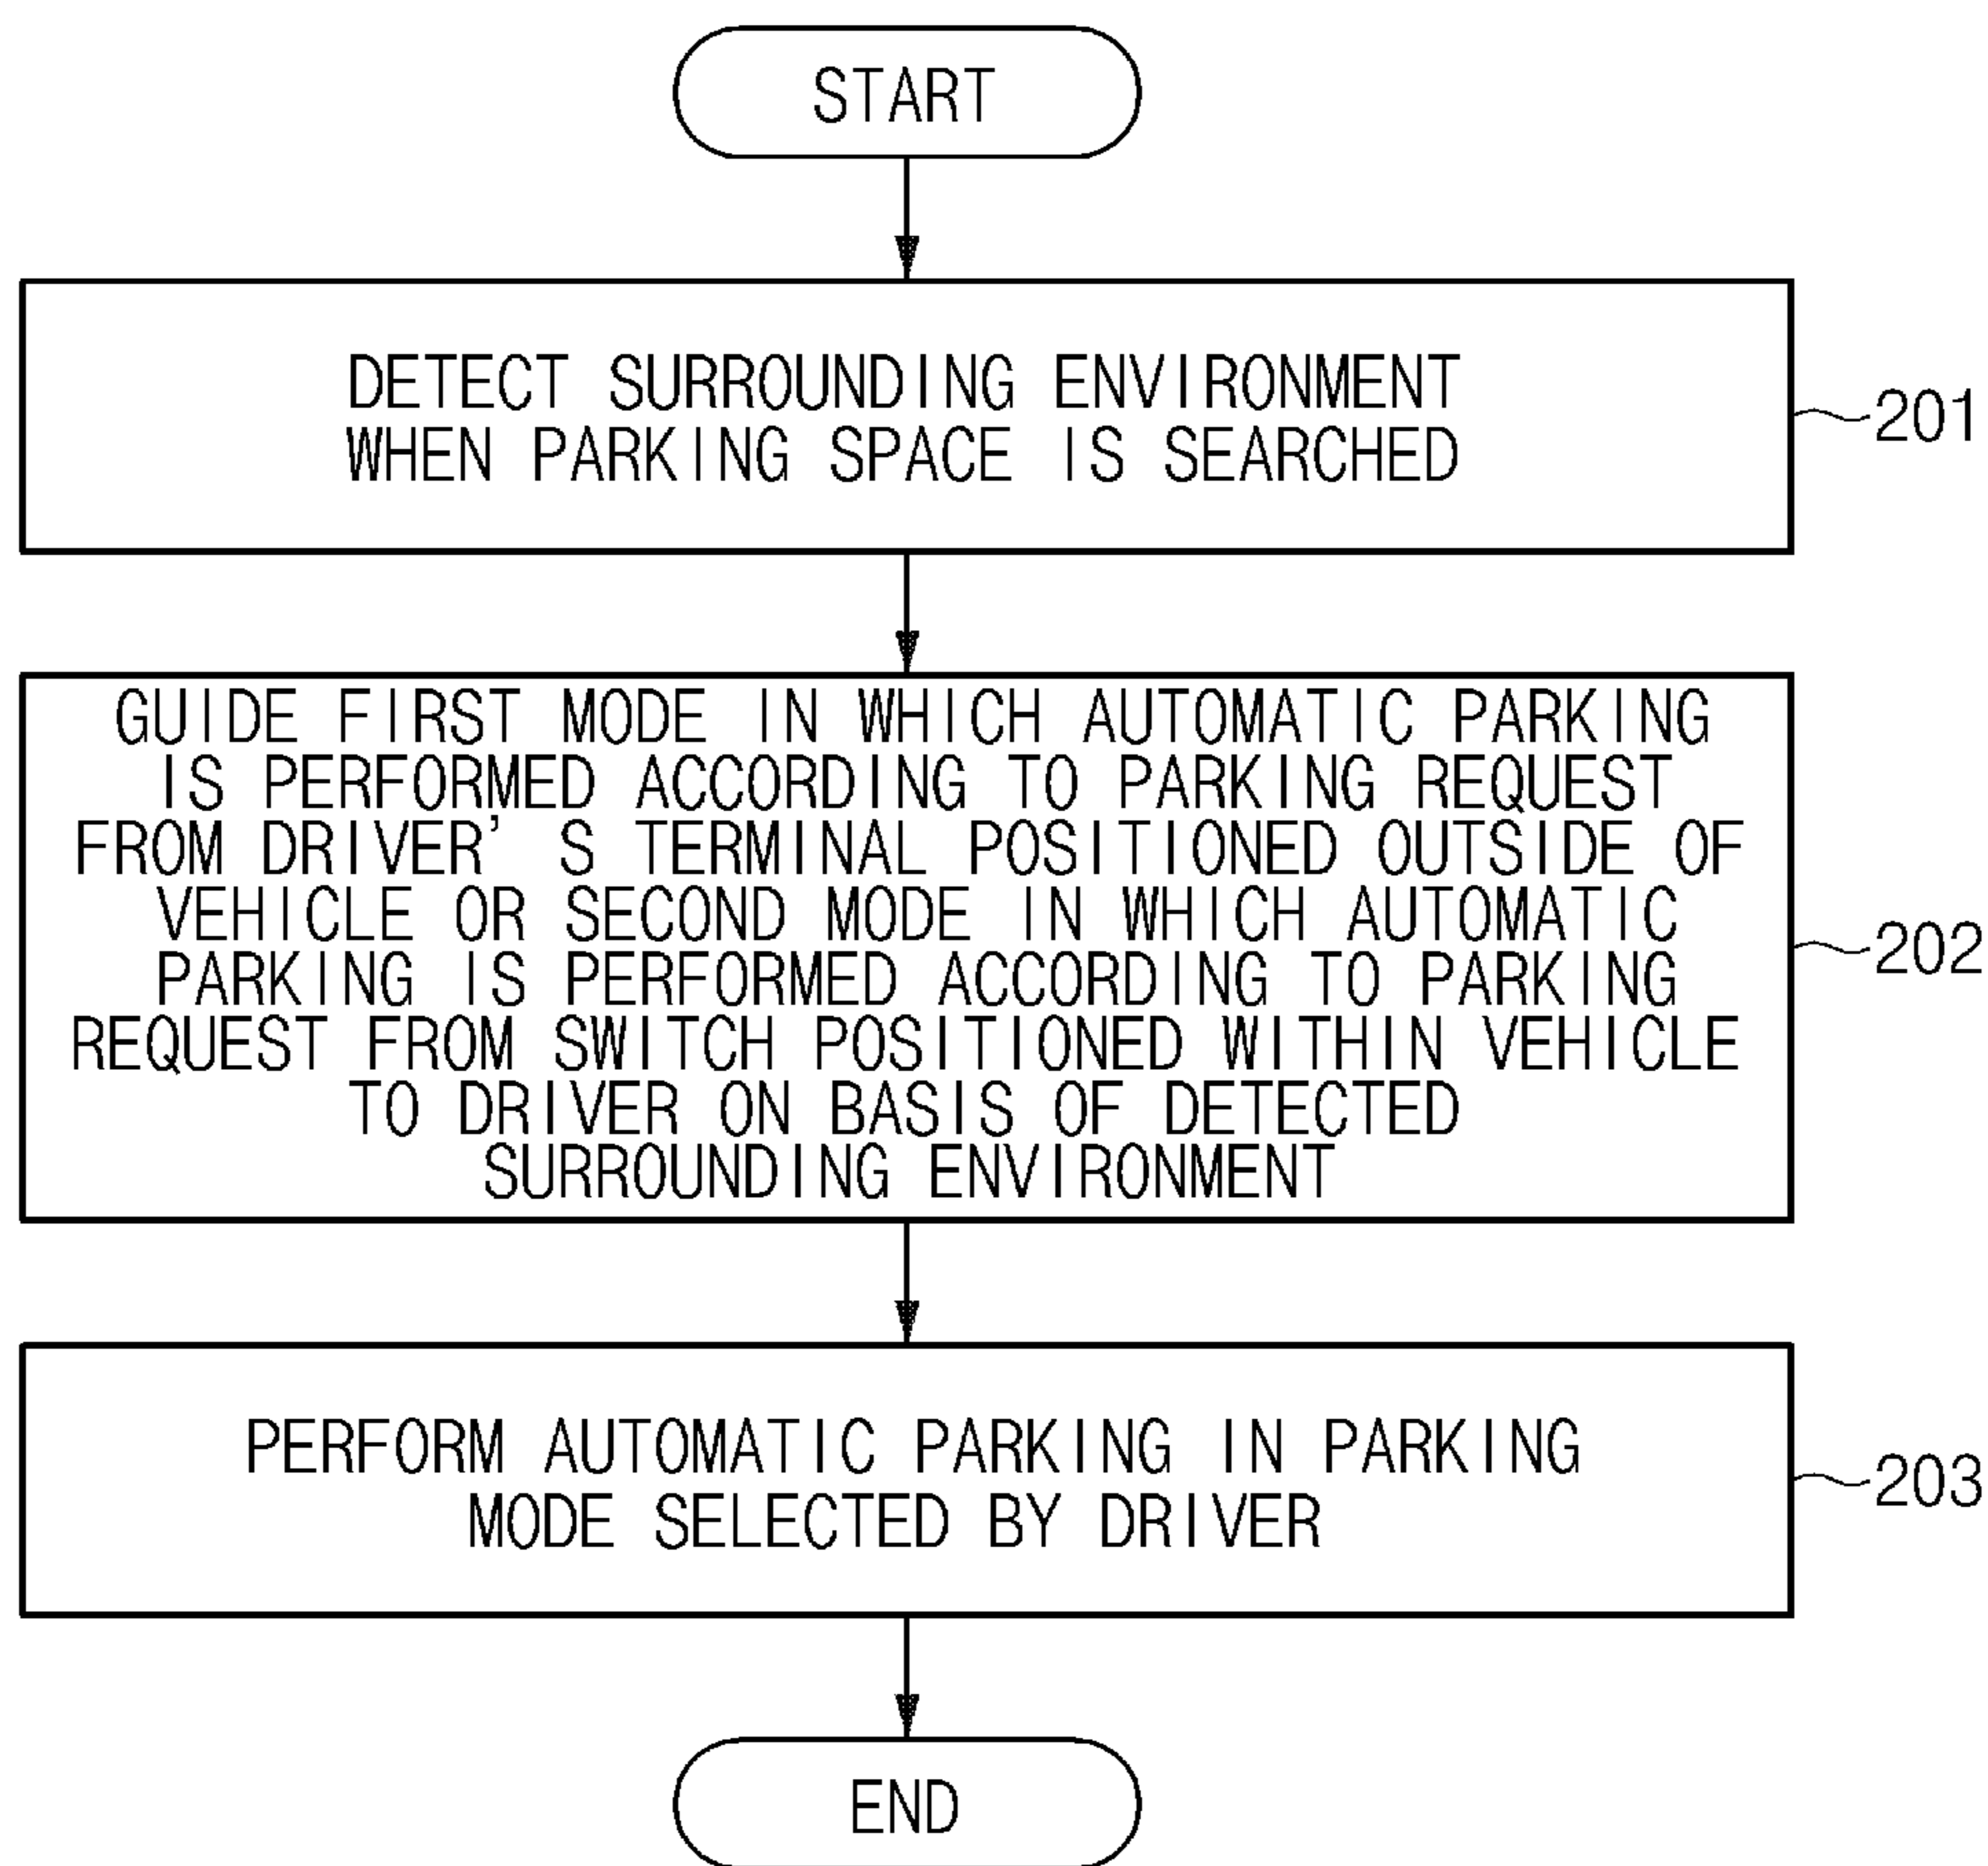 START
DETECT SURROUNDING ENVIRONMENT
WHEN PARKING SPACE IS SEARCHED
201
GUIDE FIRST MODE IN WHICH AUTOMATIC PARKING
IS PERFORMED ACCORDING TO PARKING REQUEST
FROM DRIVER’ S TERMINAL POSITIONED OUTSIDE OF
VEHICLE OR SECOND MODE IN WHICH AUTOMATIC
PARKING IS PERFORMED ACCORDING TO PARKING
REQUEST FROM SWITCH POSITIONED WITHIN VEHICLE
TO DRIVER ON BASIS OF DETECTED
SURROUNDING ENVIRONMENT
202
PERFORM AUTOMATIC PARKING IN PARKING
MODE SELECTED BY DRIVER
203
END